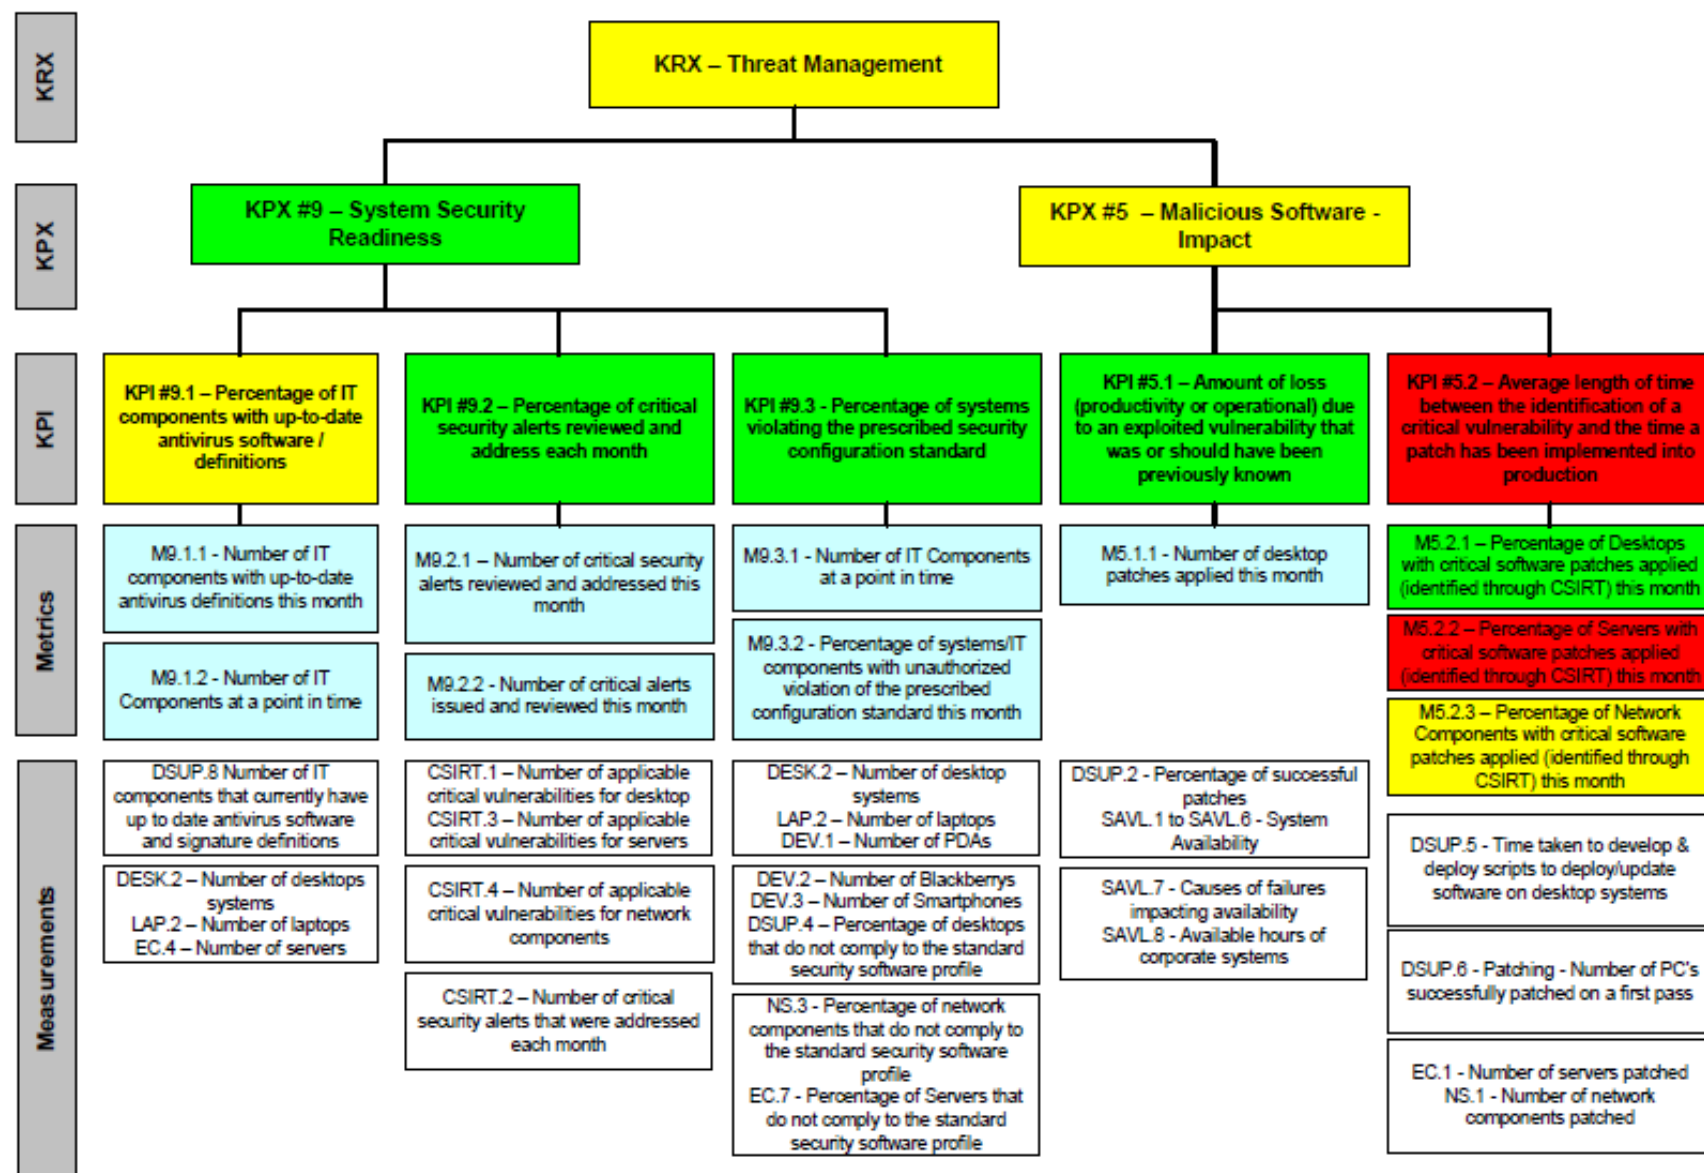 KRX
KRX – Threat Management
KPX
KPX #9 – System Security
Readiness
KPX #5 – Malicious Software -
Impact
KPI
KPI #9.1 – Percentage of IT
components with up-to-date
antivirus software /
definitions
KPI #9.2 – Percentage of critical
security alerts reviewed and
address each month
KPI #9.3 - Percentage of systems
violating the prescribed security
configuration standard
KPI #5.1 – Amount of loss
(productivity or operational) due
to an exploited vulnerability that
was or should have been
previously known
KPI #5.2 – Average length of time
between the identification of a
critical vulnerability and the time a
patch has been implemented into
production
Metrics
M9.1.1 - Number of IT
components with up-to-date
antivirus definitions this month
M9.1.2 - Number of IT
Components at a point in time
M9.2.1 – Number of critical security
alerts reviewed and addressed this
month
M9.2.2 - Number of critical alerts
issued and reviewed this month
M9.3.1 - Number of IT Components
at a point in time
M9.3.2 - Percentage of systems/IT
components with unauthorized
violation of the prescribed
configuration standard this month
M5.1.1 - Number of desktop
patches applied this month
M5.2.1 – Percentage of Desktops
with critical software patches applied
(identified through CSIRT) this month
M5.2.2 – Percentage of Servers with
critical software patches applied
(identified through CSIRT) this month
M5.2.3 – Percentage of Network
Components with critical software
patches applied (identified through
CSIRT) this month
Measurements
DSUP.8 Number of IT
components that currently have
up to date antivirus software
and signature definitions
DESK.2 – Number of desktops
systems
LAP.2 – Number of laptops
EC.4 – Number of servers
CSIRT.1 – Number of applicable
critical vulnerabilities for desktop
CSIRT.3 – Number of applicable
critical vulnerabilities for servers
CSIRT.4 – Number of applicable
critical vulnerabilities for network
components
CSIRT.2 – Number of critical
security alerts that were addressed
each month
DESK.2 – Number of desktop
systems
LAP.2 – Number of laptops
DEV.1 – Number of PDAs
DEV.2 – Number of Blackberrys
DEV.3 – Number of Smartphones
DSUP.4 – Percentage of desktops
that do not comply to the standard
security software profile
NS.3 - Percentage of network
components that do not comply to
the standard security software
profile
EC.7 - Percentage of Servers that
do not comply to the standard
security software profile
DSUP.2 - Percentage of successful
patches
SAVL.1 to SAVL.6 - System
Availability
SAVL.7 - Causes of failures
impacting availability
SAVL.8 - Available hours of
corporate systems
DSUP.5 - Time taken to develop &
deploy scripts to deploy/update
software on desktop systems
DSUP.6 - Patching - Number of PC's
successfully patched on a first pass
EC.1 - Number of servers patched
NS.1 - Number of network
components patched